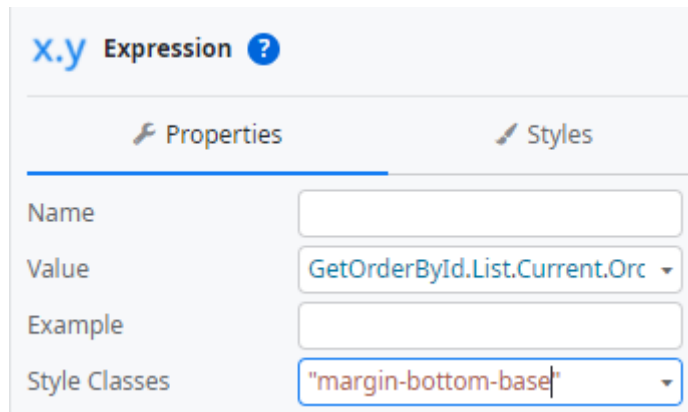 x.y Expression ?
Properties Styles
Name
Value GetOrderById.List.Current.Orc
Example
Style Classes "margin-bottom-base"